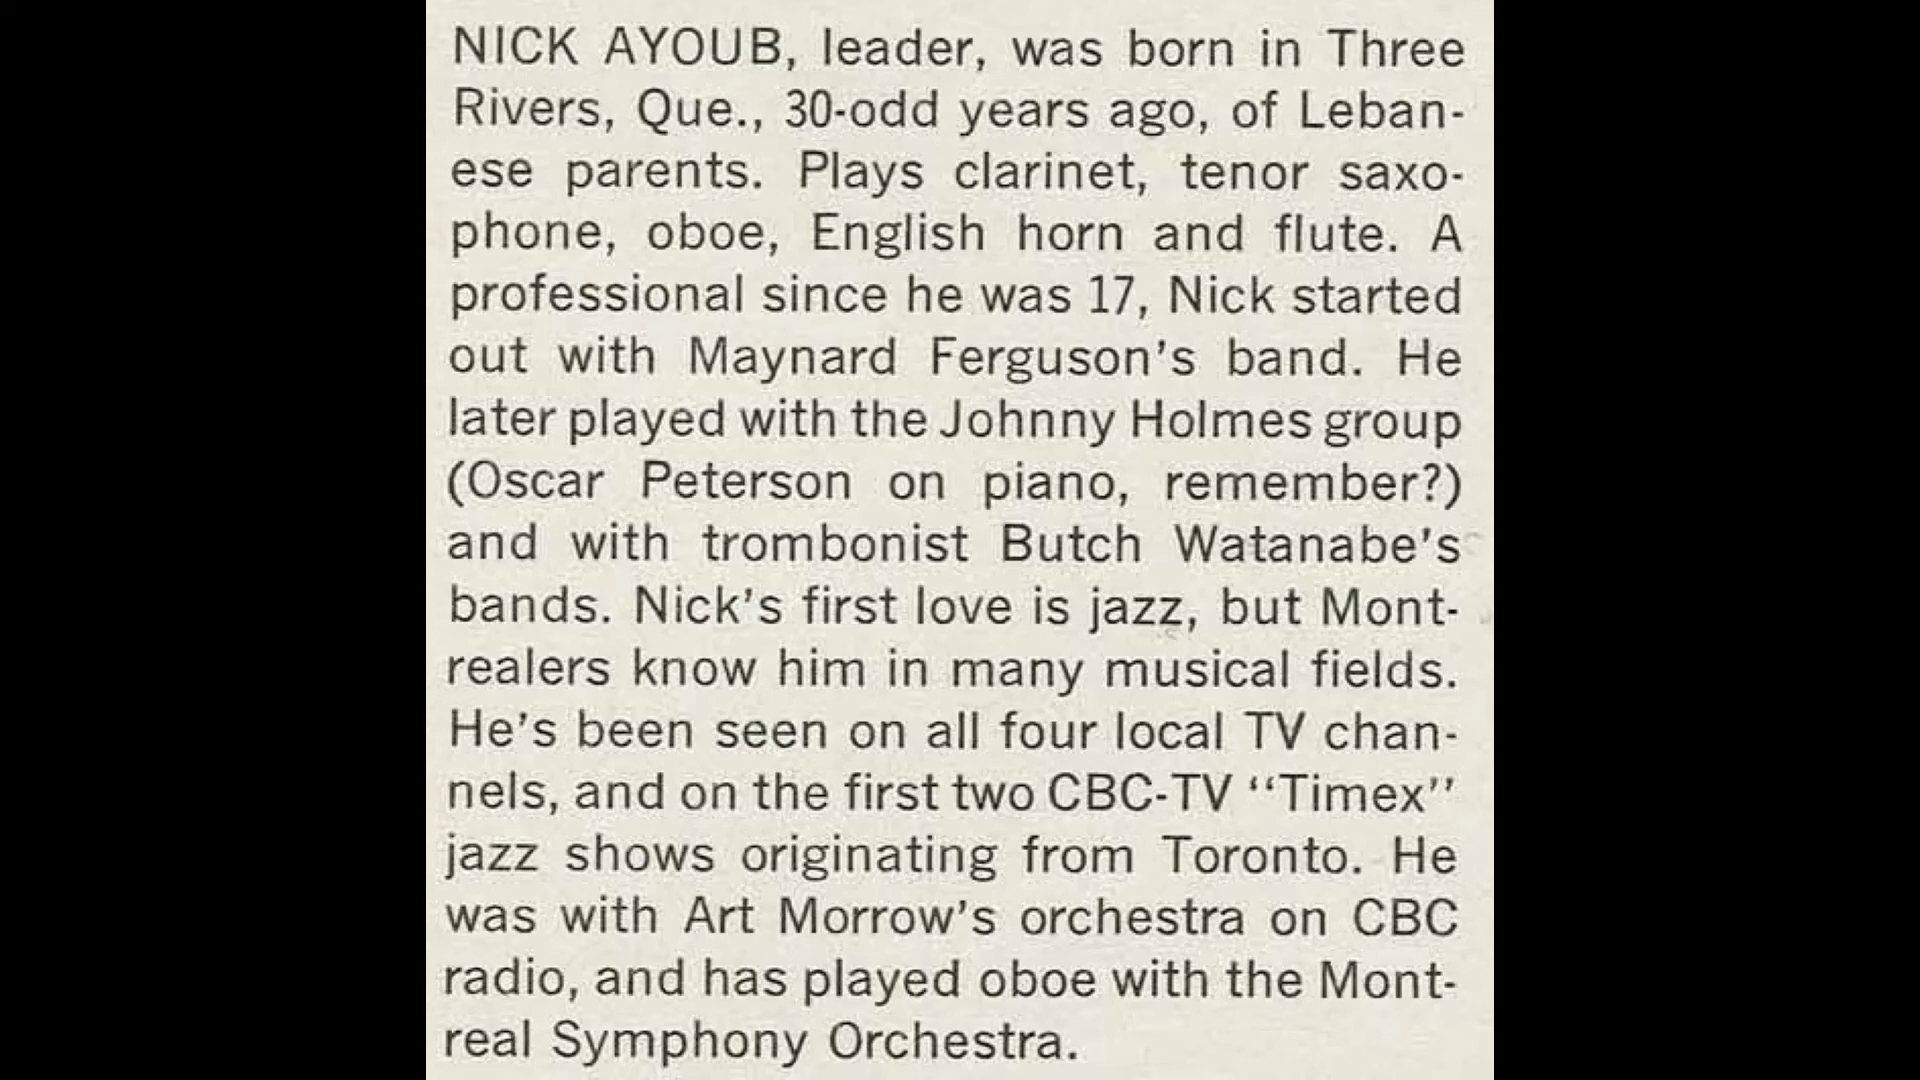 NICK AYOUB, leader, was born in Three
Rivers, Que., 30-odd years ago, of Leban-
ese parents. Plays clarinet, tenor saxo-
phone, oboe, English horn and flute. A
professional since he was 17, Nick started
out with Maynard Ferguson's band. He
later played with the Johnny Holmes group
(Oscar Peterson on piano, remember?)
and with trombonist Butch Watanabe's
bands. Nick's first love is jazz, but Mont-
realers know him in many musical fields.
He's been seen on all four local TV chan-
nels, and on the first two CBC-TV ‘‘Timex’’
jazz shows originating from Toronto. He
was with Art Morrow's orchestra on CBC
radio, and has played oboe with the Mont-
real Symphony Orchestra.